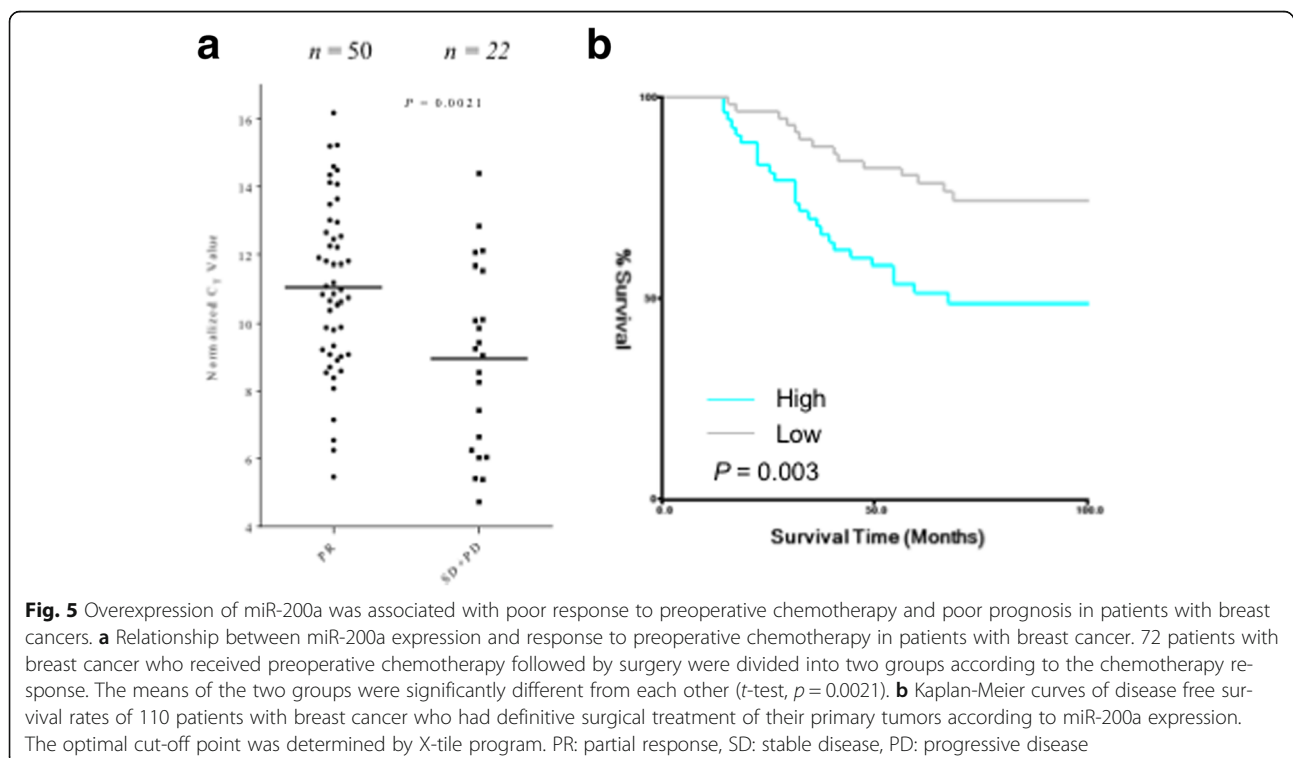 a
n = 50
n = 22
P = 0.0021
Normalized C_T Value
16
14
12
10
8
6
4
PR
SD+PD
b
100
50
0
% Survival
High
Low
P = 0.003
0.0
50.0
100.0
Survival Time (Months)
Fig. 5 Overexpression of miR-200a was associated with poor response to preoperative chemotherapy and poor prognosis in patients with breast
cancers. a Relationship between miR-200a expression and response to preoperative chemotherapy in patients with breast cancer. 72 patients with
breast cancer who received preoperative chemotherapy followed by surgery were divided into two groups according to the chemotherapy re-
sponse. The means of the two groups were significantly different from each other (t-test, p = 0.0021). b Kaplan-Meier curves of disease free sur-
vival rates of 110 patients with breast cancer who had definitive surgical treatment of their primary tumors according to miR-200a expression.
The optimal cut-off point was determined by X-tile program. PR: partial response, SD: stable disease, PD: progressive disease